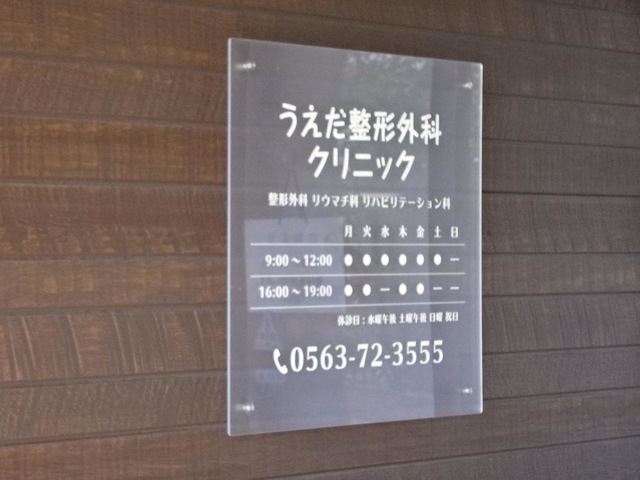 うえだ整形外科
クリニック
整形外科 リウマチ科 リハビリテーション科
月 火 水 木 金 土 日
9:00～12:00 ● ● ● ● ● ● ー
16:00～19:00 ● ● ー ● ● ー ー
休診日：水曜午後 土曜午後 日曜 祝日
0563-72-3555